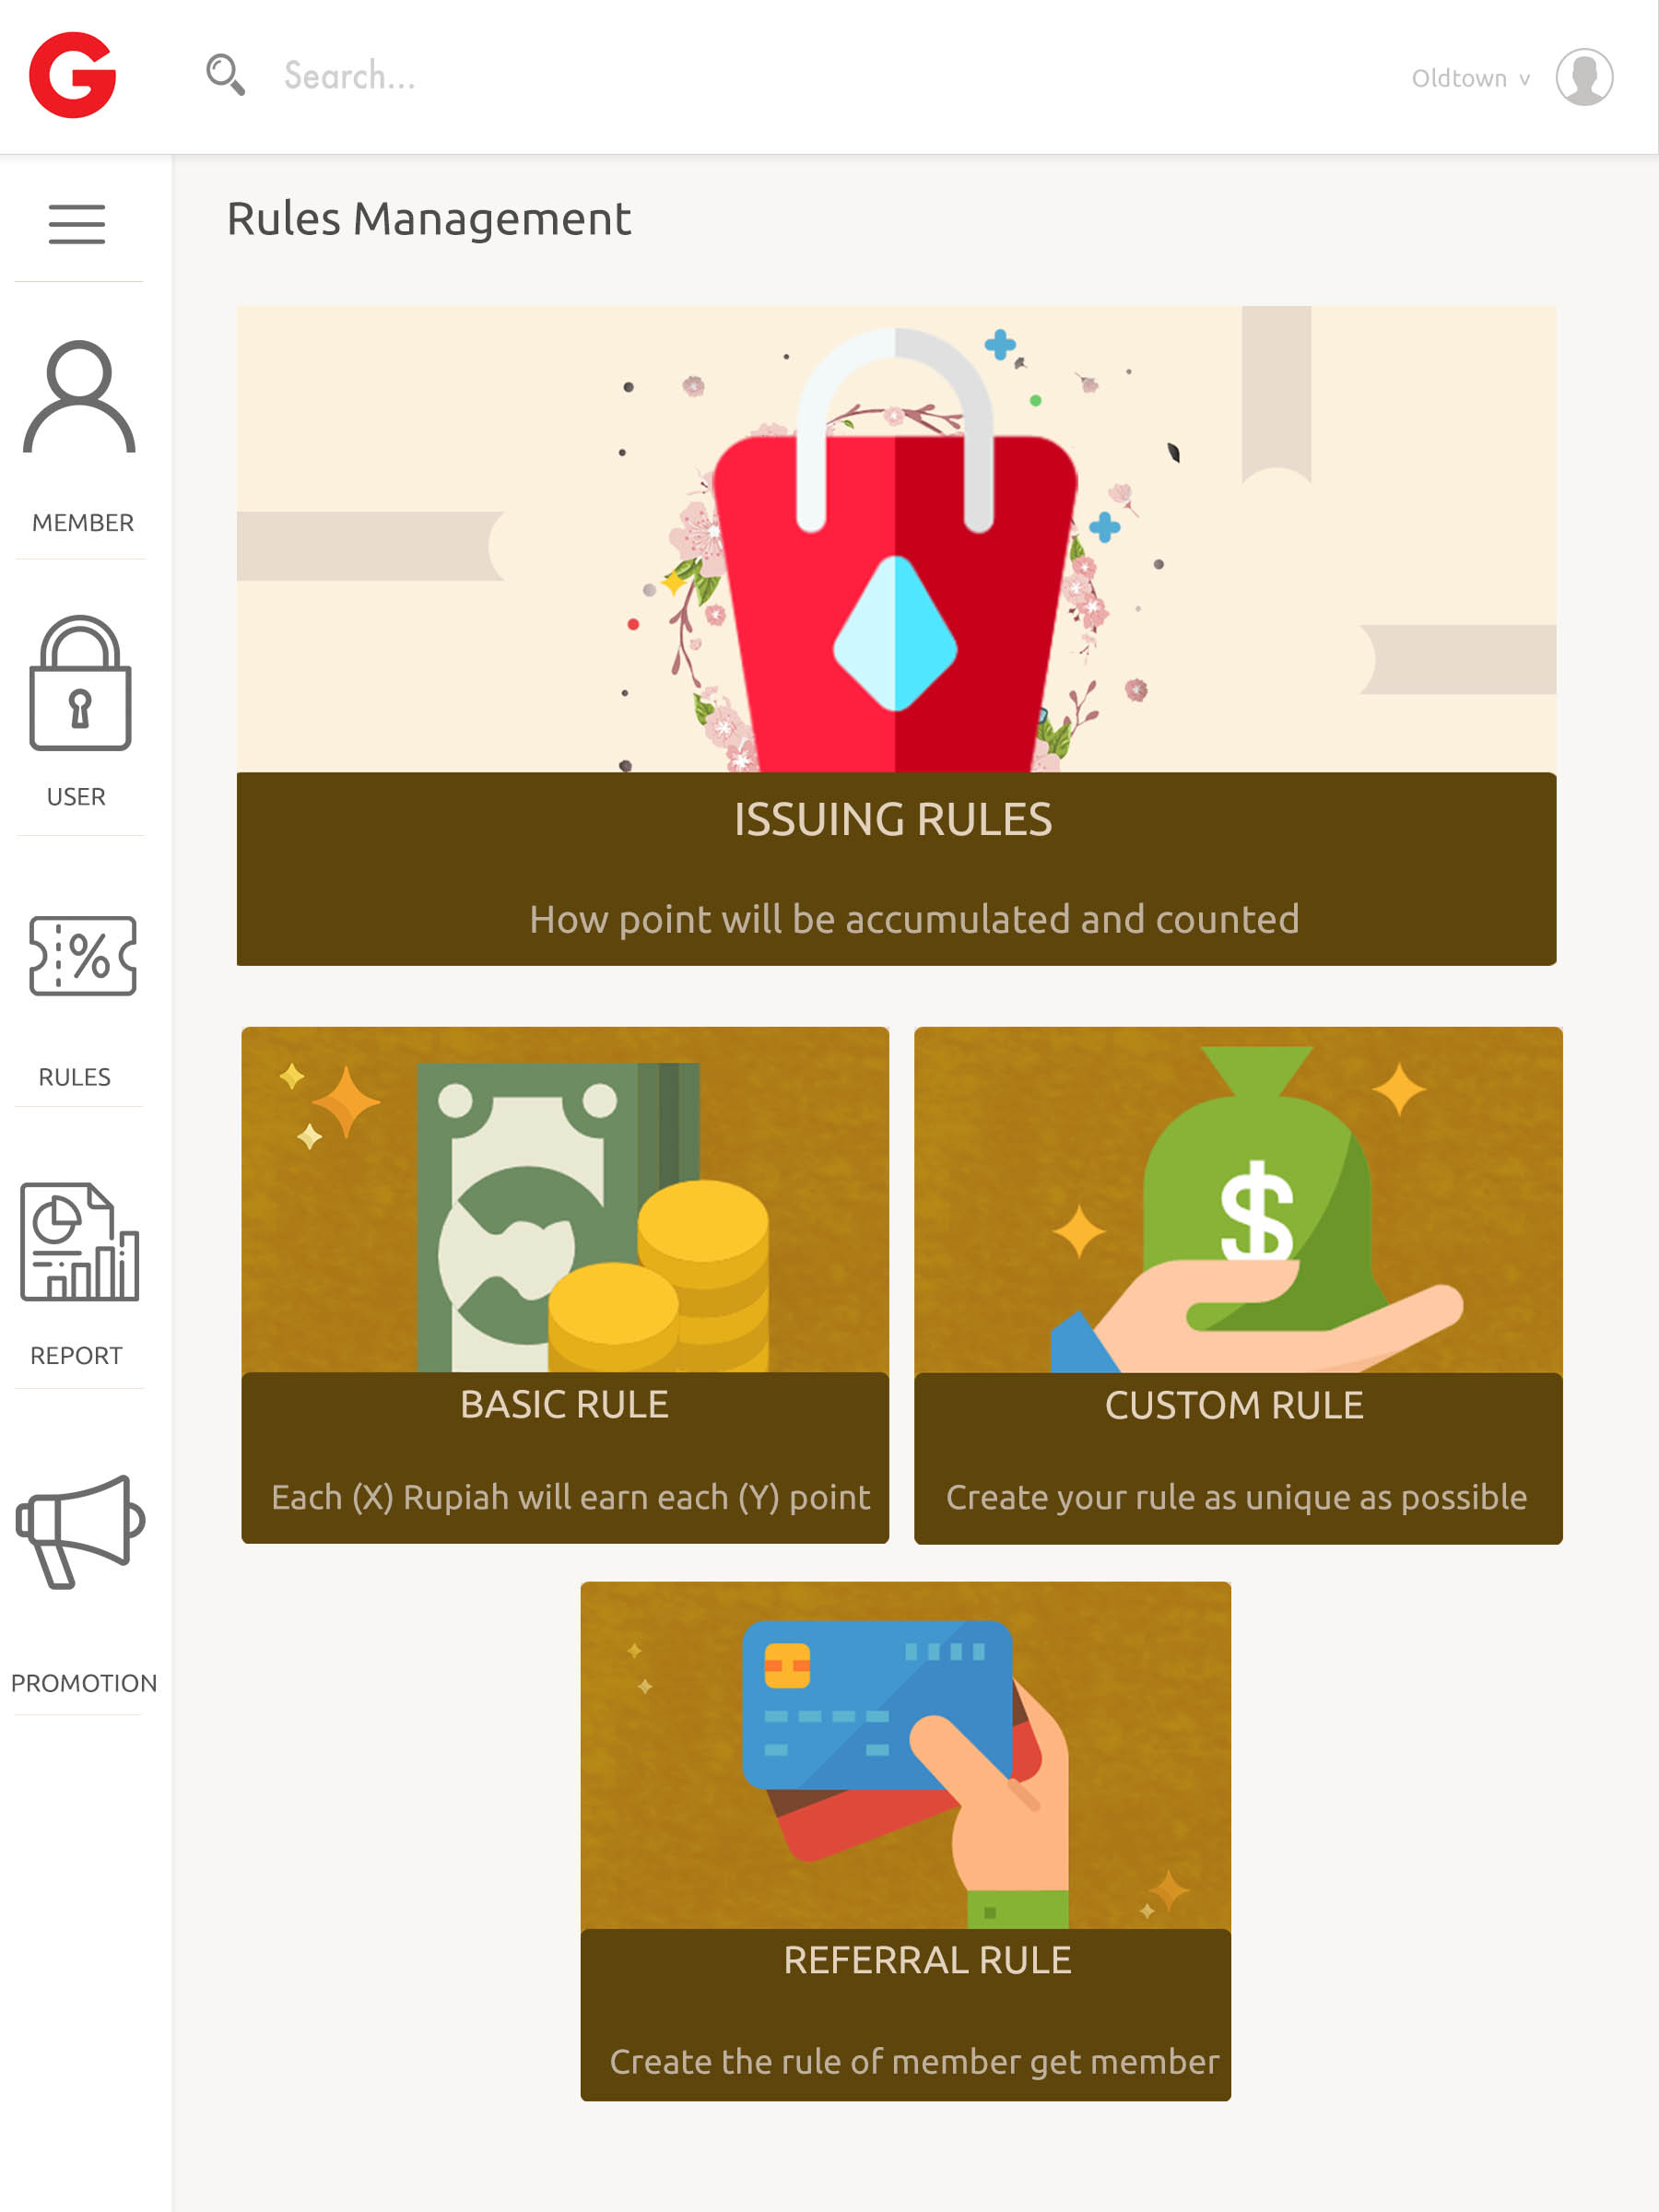 G
Search...
Oldtown v
Rules Management
MEMBER
USER
RULES
REPORT
PROMOTION
ISSUING RULES
How point will be accumulated and counted
BASIC RULE
Each (X) Rupiah will earn each (Y) point
$
CUSTOM RULE
Create your rule as unique as possible
REFERRAL RULE
Create the rule of member get member